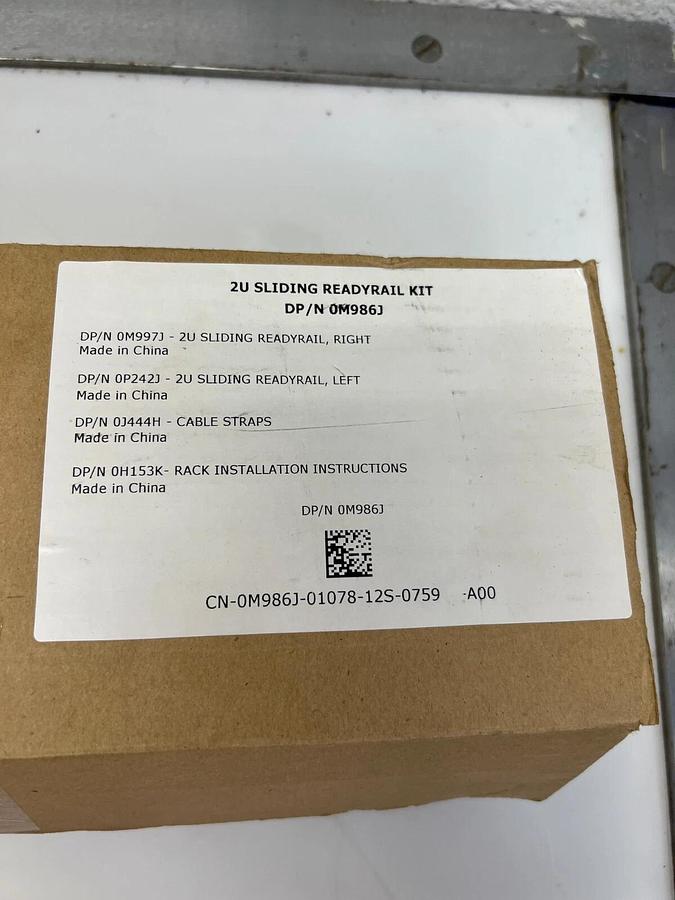 2U SLIDING READYRAIL KIT
DP/N 0M986J
DP/N 0M997J - 2U SLIDING READYRAIL, RIGHT
Made in China
DP/N 0P242J - 2U SLIDING READYRAIL, LEFT
Made in China
DP/N 0J444H - CABLE STRAPS
Made in China
DP/N 0H153K- RACK INSTALLATION INSTRUCTIONS
Made in China
DP/N 0M986J
CN-0M986J-01078-12S-0759 -A00